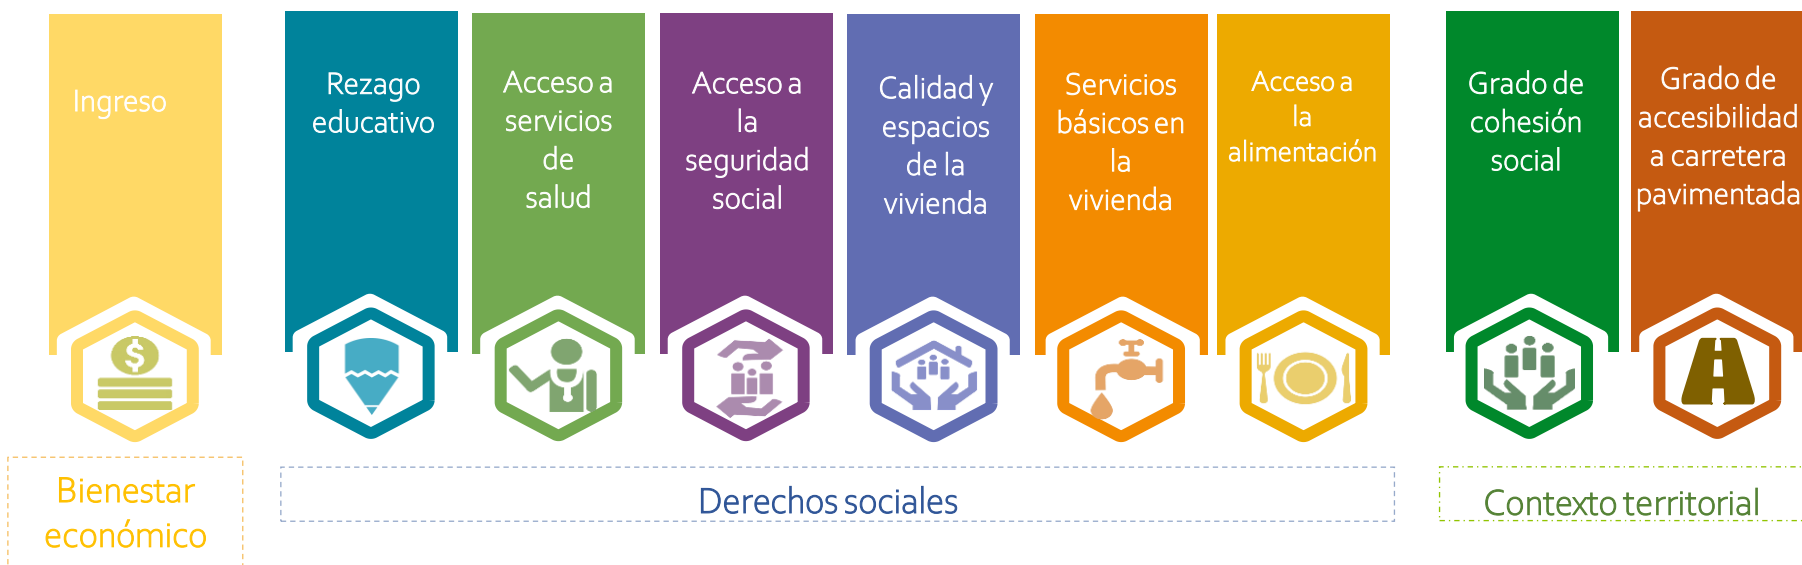 Ingreso
Rezago
educativo
Acceso a
servicios
de
salud
Acceso a
la
seguridad
social
Calidad y
espacios
de la
vivienda
Servicios
básicos en
la
vivienda
Acceso a
la
alimentación
Grado de
cohesión
social
Grado de
accesibilidad
a carretera
pavimentada
$
Bienestar
económico
Derechos sociales
Contexto territorial